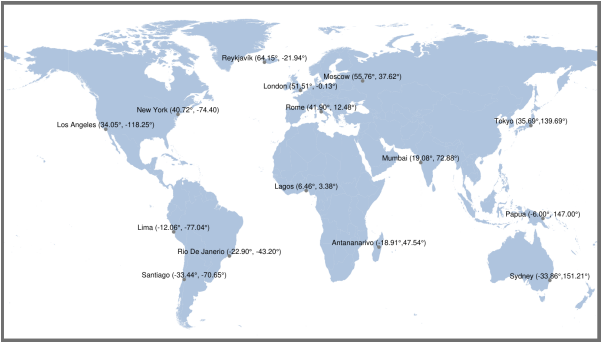 Reykjavík (64.15°, -21.94°)
Moscow (55.76°, 37.62°)
London (51.51°, -0.13°)
Rome (41.90°, 12.48°)
New York (40.72°, -74.40)
Los Angeles (34.05°, -118.25°)
Tokyo (35.69°,139.69°)
Mumbai (19.08°, 72.88°)
Lagos (6.46°, 3.38°)
Papua (-6.00°, 147.00°)
Lima (-12.06°, -77.04°)
Antananarivo (-18.91°,47.54°)
Rio De Janerio (-22.90°, -43.20°)
Santiago (-33.44°, -70.65°)
Sydney (-33.86°,151.21°)